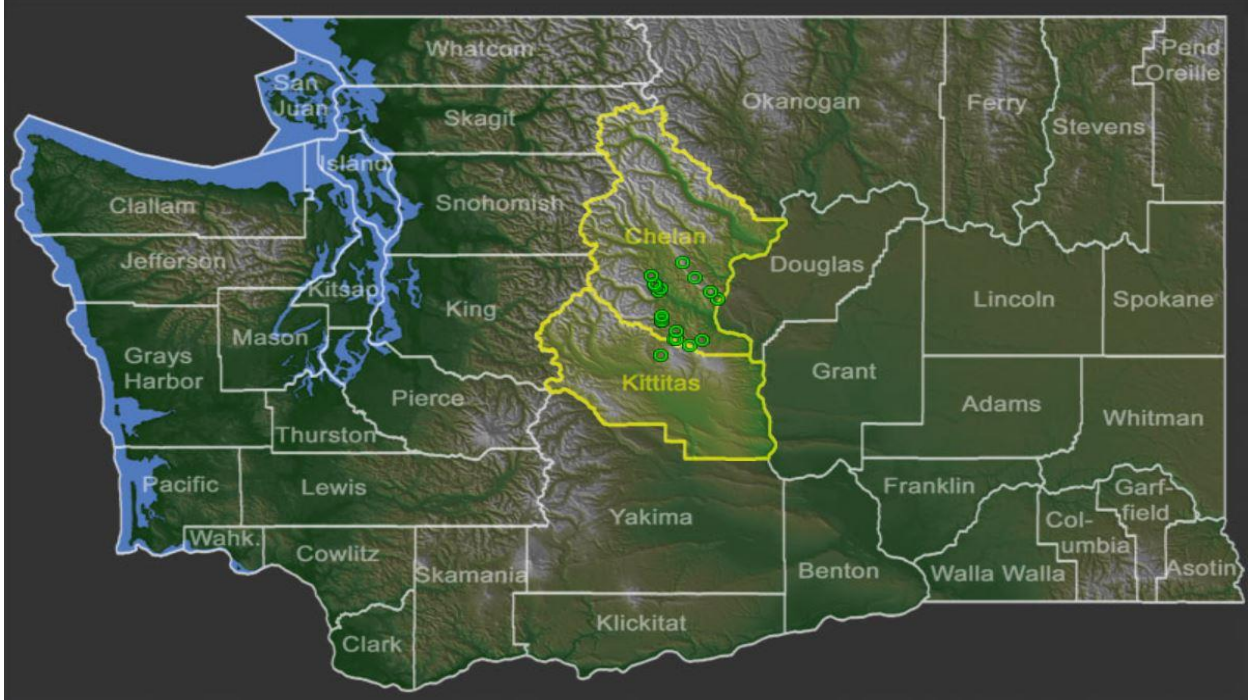 Whatcom
Pend
Oreille
San
Juan
Okanogan
Ferry
Skagit
Stevens
Island
Snohomish
Clallam
Chelan
Jefferson
Douglas
Kitsap
King
Lincoln
Spokane
Mason
Grays
Harbor
Kittitas
Grant
Pierce
Adams
Whitman
Thurston
Pacific
Lewis
Franklin
Garf-
field
Yakima
Col-
umbia
Wahk.
Cowlitz
Skamania
Benton
Walla Walla
Asotin
Klickitat
Clark